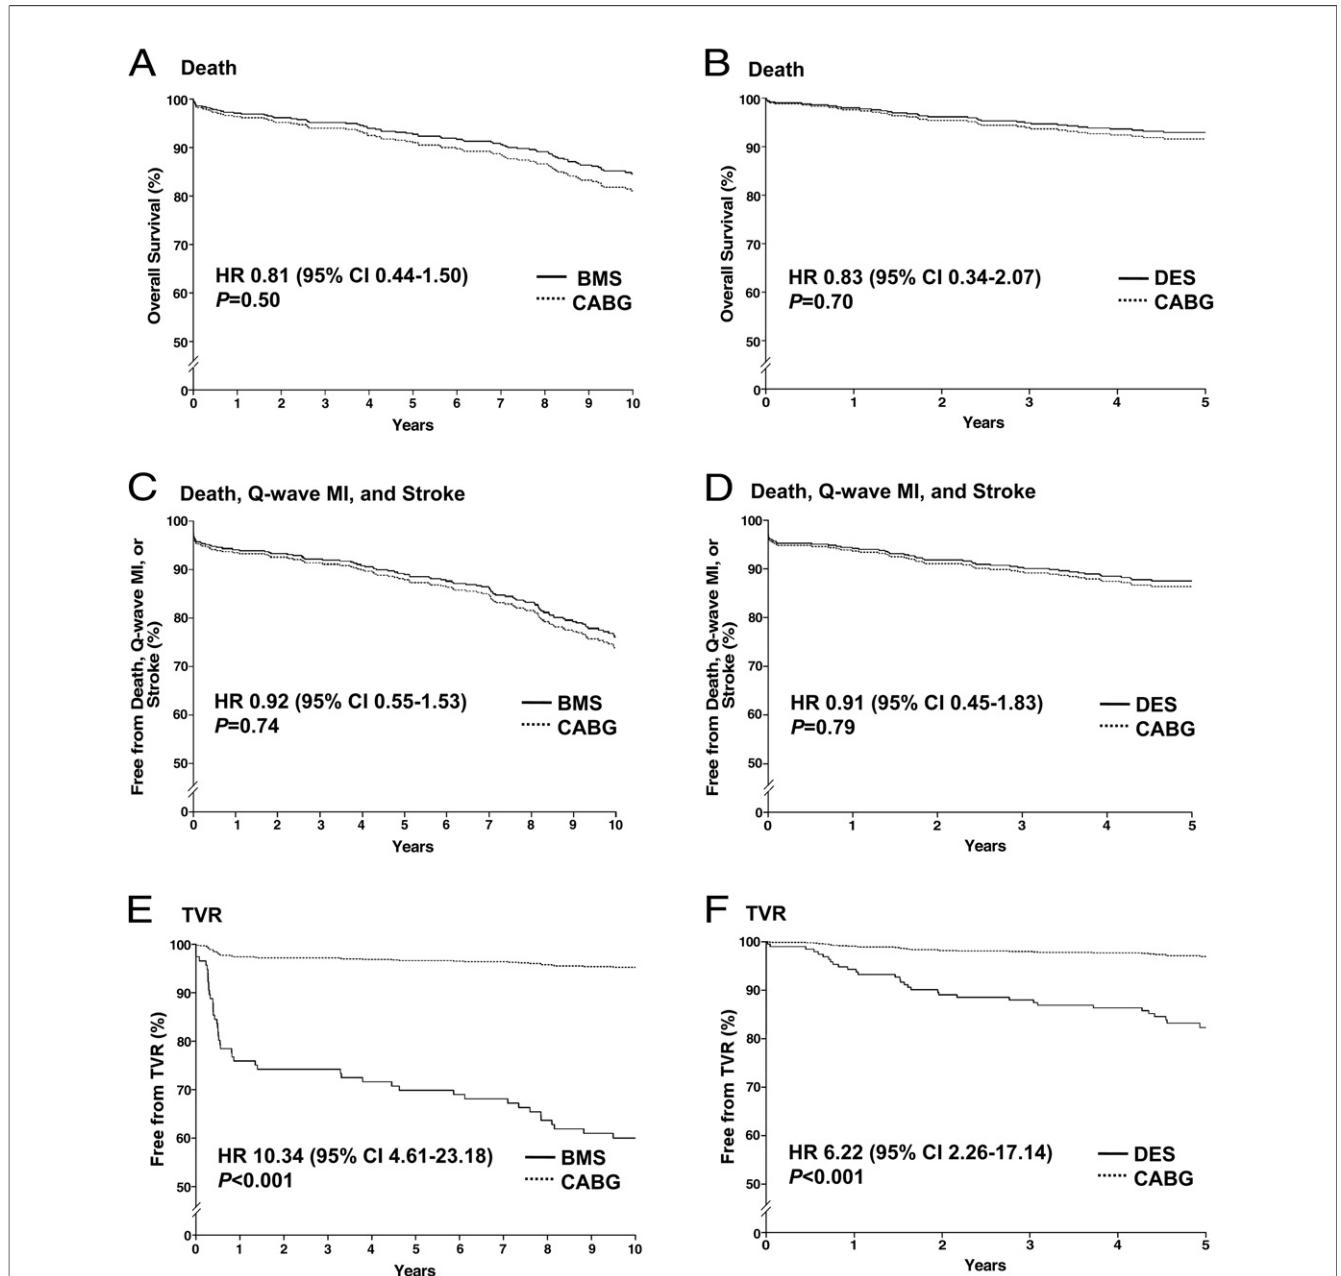 A Death
100
90
80
70
60
50
0
Overall Survival (%)
HR 0.81 (95% CI 0.44-1.50)
P=0.50
BMS
CABG
0 1 2 3 4 5 6 7 8 9 10
Years
B Death
100
90
80
70
60
50
0
Overall Survival (%)
HR 0.83 (95% CI 0.34-2.07)
P=0.70
DES
CABG
0 1 2 3 4 5
Years
C Death, Q-wave MI, and Stroke
100
90
80
70
60
50
0
Free from Death, Q-wave MI, or
Stroke (%)
HR 0.92 (95% CI 0.55-1.53)
P=0.74
BMS
CABG
0 1 2 3 4 5 6 7 8 9 10
Years
D Death, Q-wave MI, and Stroke
100
90
80
70
60
50
0
Free from Death, Q-wave MI, or
Stroke (%)
HR 0.91 (95% CI 0.45-1.83)
P=0.79
DES
CABG
0 1 2 3 4 5
Years
E TVR
100
90
80
70
60
50
0
Free from TVR (%)
HR 10.34 (95% CI 4.61-23.18)
P<0.001
BMS
CABG
0 1 2 3 4 5 6 7 8 9 10
Years
F TVR
100
90
80
70
60
50
0
Free from TVR (%)
HR 6.22 (95% CI 2.26-17.14)
P<0.001
DES
CABG
0 1 2 3 4 5
Years